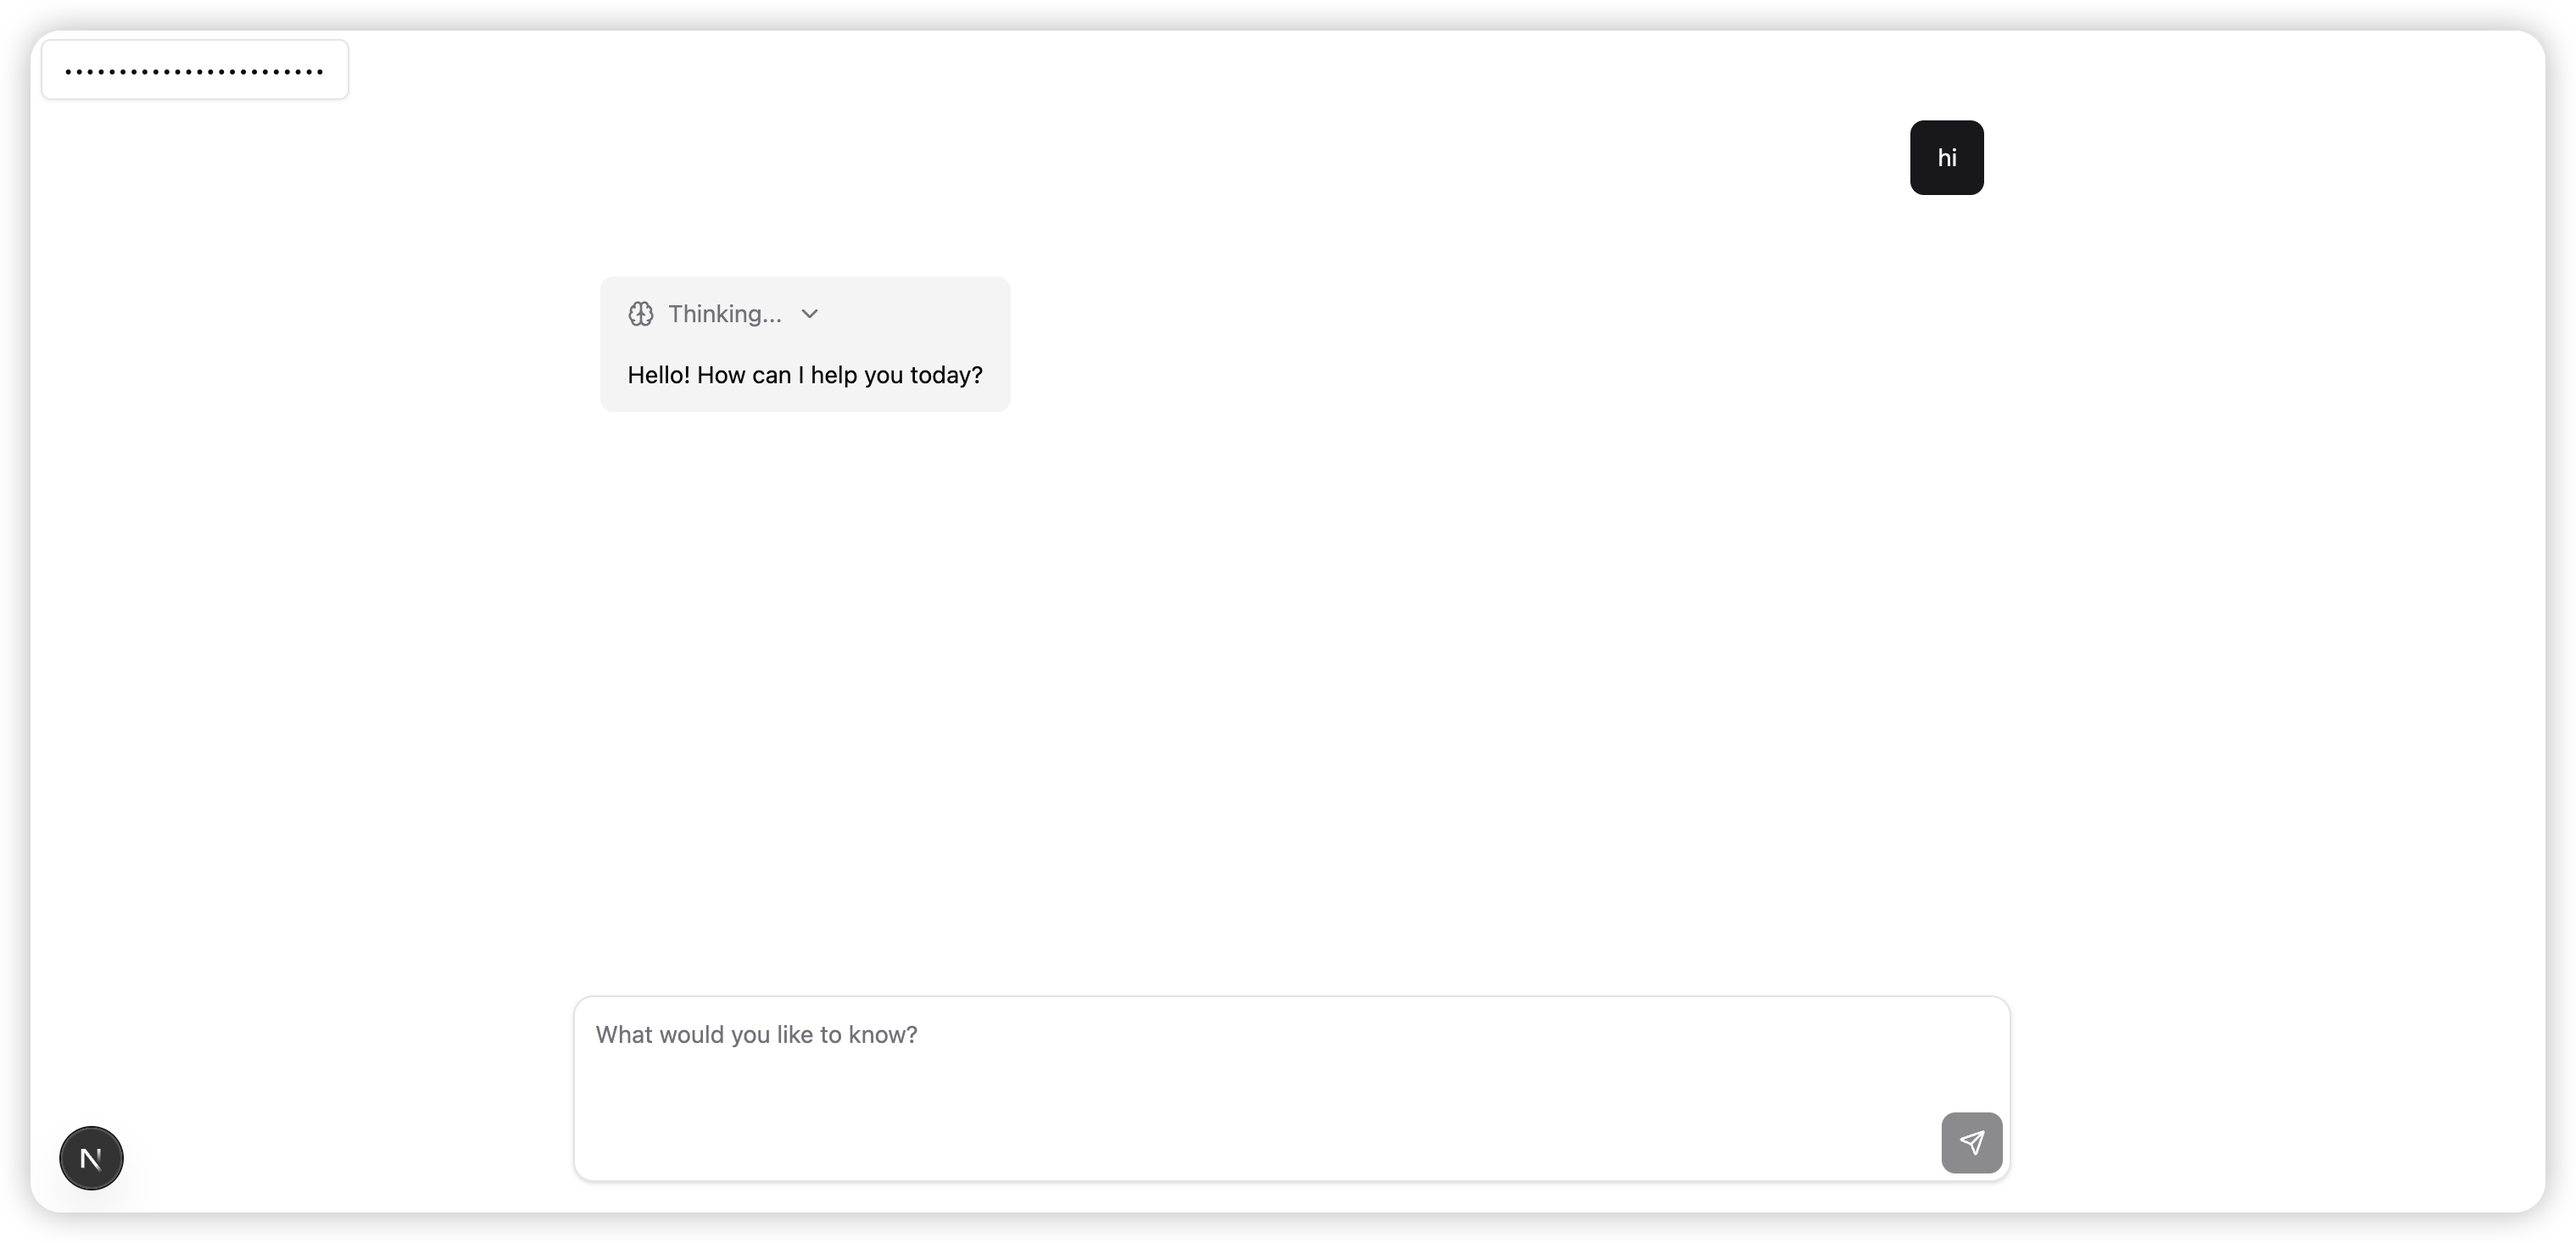 ••••••••••••••••••••••••
hi
Thinking...
Hello! How can I help you today?
What would you like to know?
N